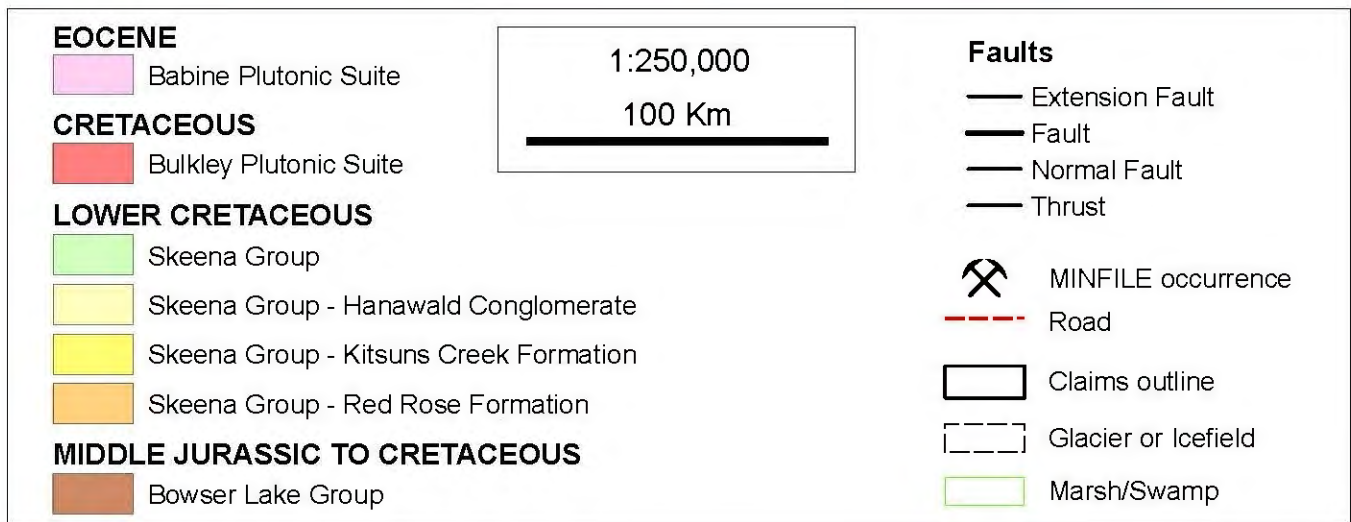 EOCENE
Babine Plutonic Suite
CRETACEOUS
Bulkley Plutonic Suite
LOWER CRETACEOUS
Skeena Group
Skeena Group - Hanawald Conglomerate
Skeena Group - Kitsuns Creek Formation
Skeena Group - Red Rose Formation
MIDDLE JURASSIC TO CRETACEOUS
Bowser Lake Group
1:250,000
100 Km
Faults
Extension Fault
Fault
Normal Fault
Thrust
MINFILE occurrence
Road
Claims outline
Glacier or Icefield
Marsh/Swamp